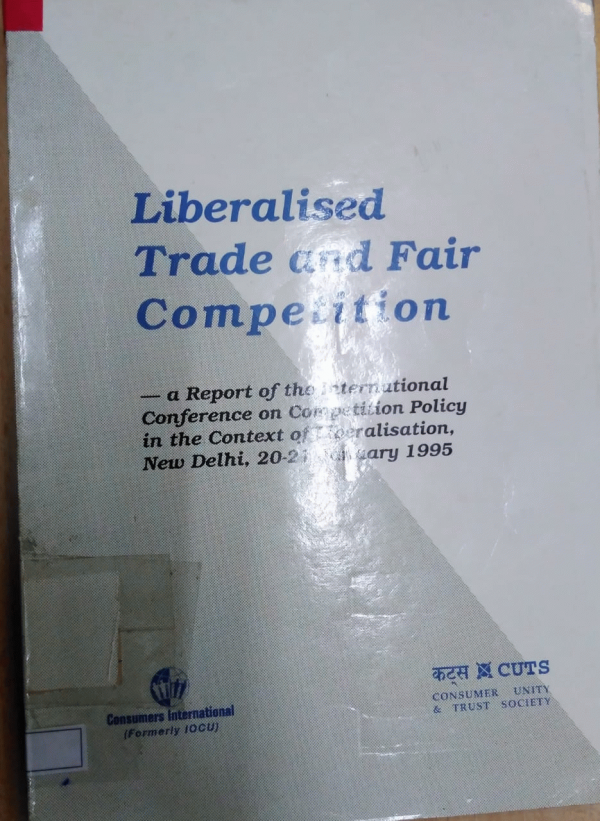 Liberalised
Trade and Fair
Competition
— a Report of the International
Conference on Competition Policy
in the Context of Liberalisation,
New Delhi, 20-21 January 1995
Consumers International
(Formerly IOCU)
कट्स CUTS
CONSUMER UNITY
& TRUST SOCIETY